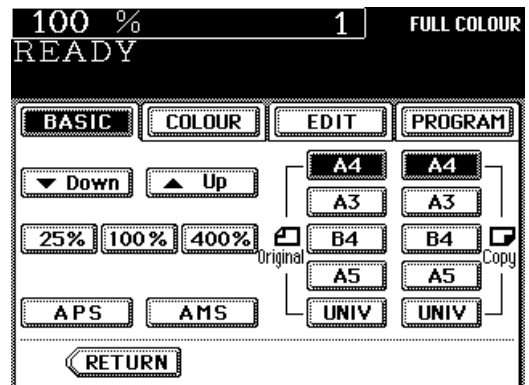 100 % 1 FULL COLOUR
READY
BASIC COLOUR EDIT PROGRAM
Down Up A4 A4
A3 A3
25% 100% 400% Original B4 B4 Copy
A5 A5
APS AMS UNIV UNIV
RETURN